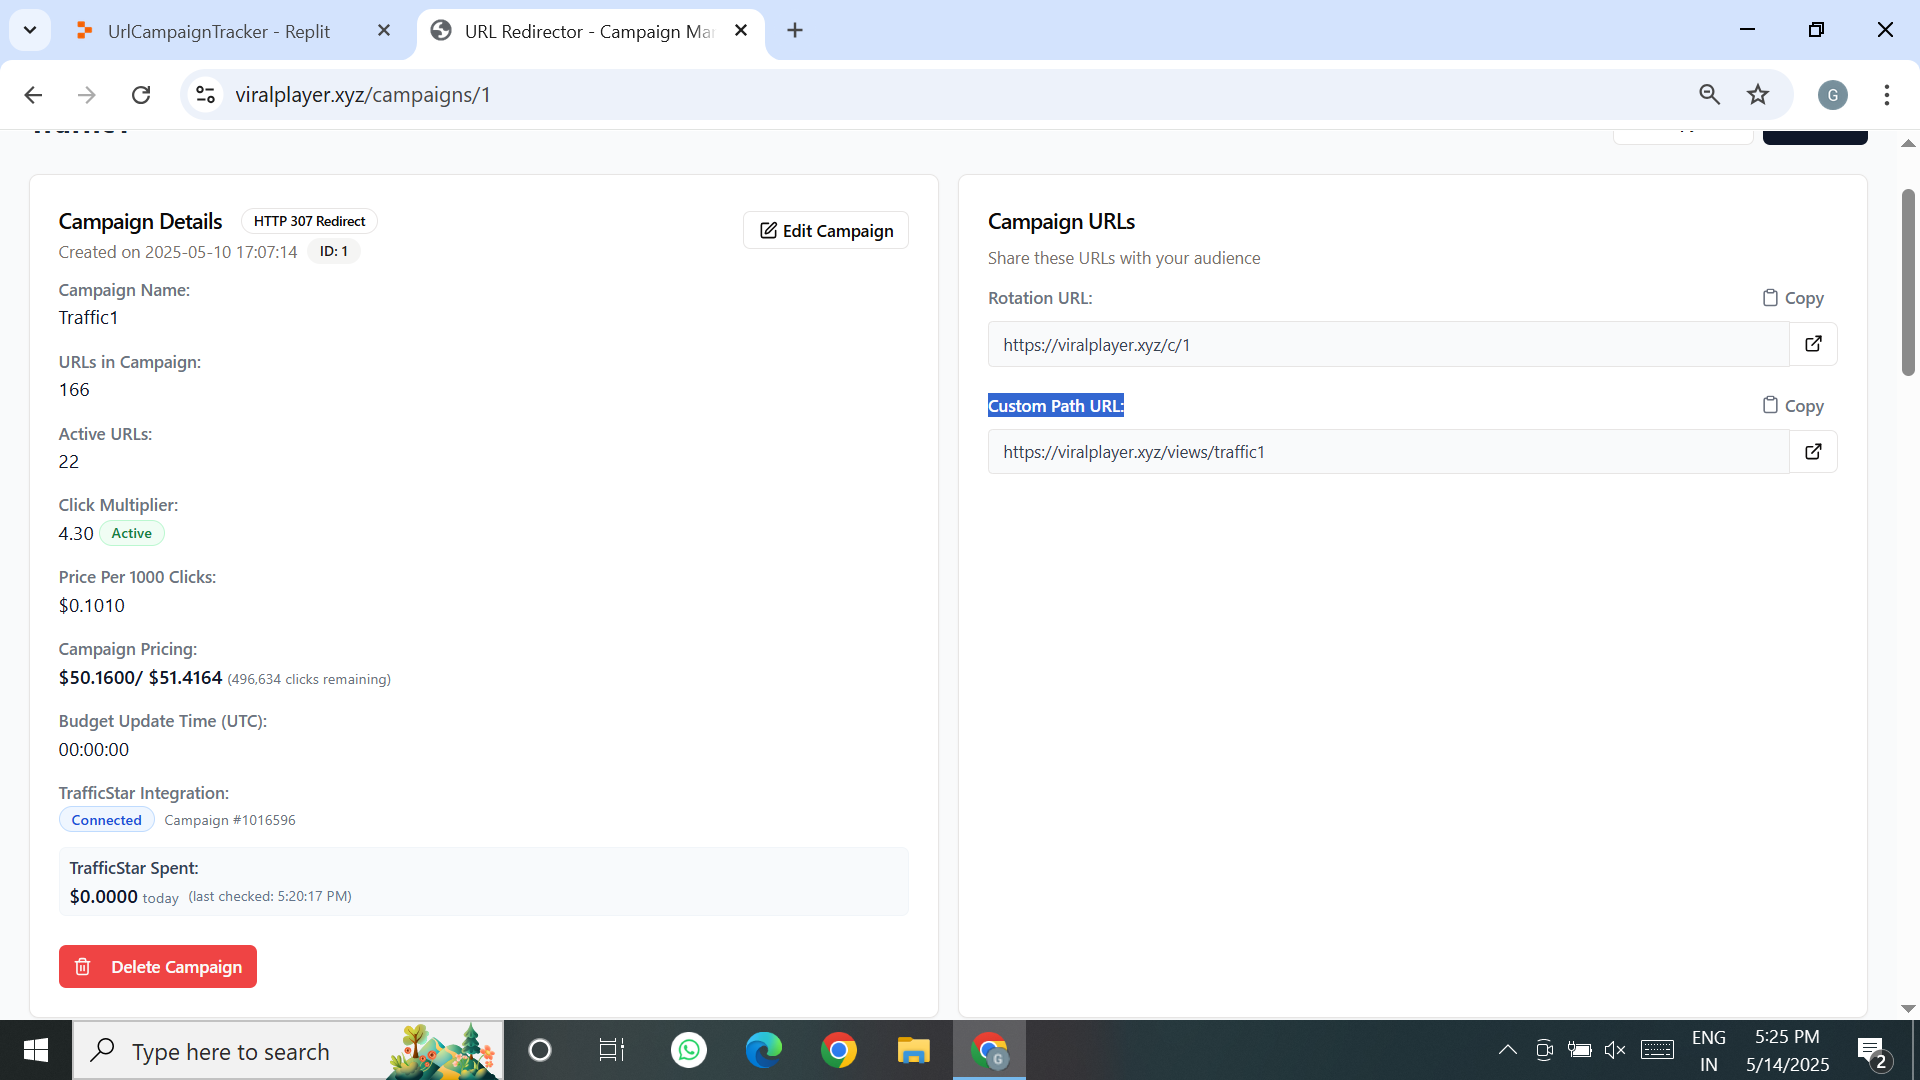 UrlCampaignTracker - Replit
URL Redirector - Campaign Ma
viralplayer.xyz/campaigns/1
G
Campaign Details
HTTP 307 Redirect
Edit Campaign
Created on 2025-05-10 17:07:14
ID: 1
Campaign Name:
Traffic1
URLs in Campaign:
166
Active URLs:
22
Click Multiplier:
4.30
Active
Price Per 1000 Clicks:
$0.1010
Campaign Pricing:
$50.1600/ $51.4164 (496,634 clicks remaining)
Budget Update Time (UTC):
00:00:00
TrafficStar Integration:
Connected
Campaign #1016596
TrafficStar Spent:
$0.0000 today (last checked: 5:20:17 PM)
Delete Campaign
Campaign URLs
Share these URLs with your audience
Rotation URL:
Copy
https://viralplayer.xyz/c/1
Custom Path URL:
Copy
https://viralplayer.xyz/views/traffic1
Type here to search
G
ENG
IN
5:25 PM
5/14/2025
2